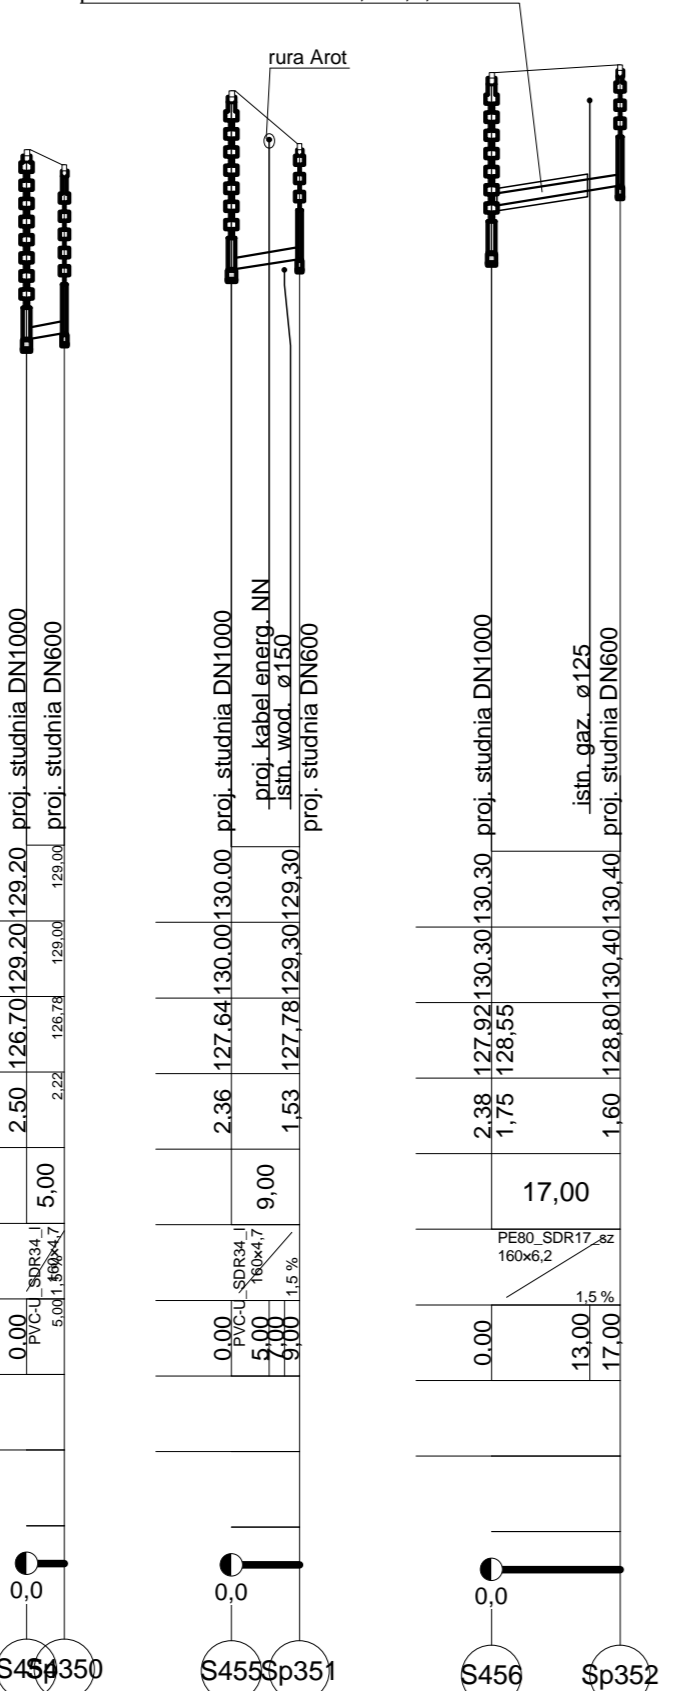 rura Arot
proj. studnia DN1000
proj. studnia DN600
proj. studnia DN1000
proj. kabel energ. NN
istn. wod. ø150
proj. studnia DN600
proj. studnia DN1000
istn. gaz. ø125
proj. studnia DN600
129.20
129,00
130.00
129,30
130.30
130,40
129.20
129,00
130.00
129,30
130.30
130,40
126.70
126,78
127.64
127,78
127.92
128,55
128,80
2.50
2,22
2.36
1,53
2.38
1,75
1,60
5,00
9,00
17,00
PVC-U_SDR34_l
160×4,7
1,5 %
PVC-U_SDR34_l
160×4,7
1,5 %
PE80_SDR17_sz
160×6,2
1,5 %
0.00
5,00
0.00
5,00
7,00
9,00
0.00
13,00
17,00
0,0
0,0
0,0
S454
Sp350
S455
Sp351
S456
Sp352